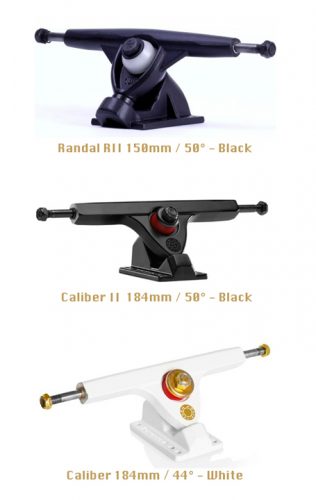 Randal RII 150mm / 50° - Black
Caliber II 184mm / 50° - Black
Caliber 184mm / 44° - White